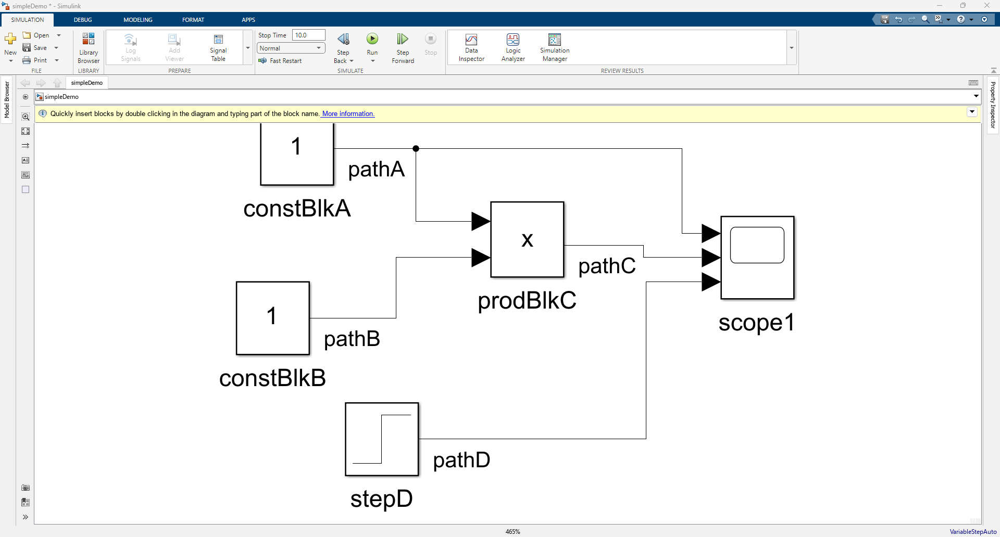 simpleDemo * - Simulink
SIMULATION DEBUG MODELING FORMAT APPS
New
Open
Save
Print
FILE
Library
Browser
LIBRARY
Log
Signals
Add
Viewer
Signal
Table
PREPARE
Stop Time 10.0
Normal
Fast Restart
Step
Back
Run
Step
Forward
Stop
SIMULATE
Data
Inspector
Logic
Analyzer
Simulation
Manager
REVIEW RESULTS
Model Browser
simpleDemo
simpleDemo
Property Inspector
Quickly insert blocks by double clicking in the diagram and typing part of the block name. More information.
1
pathA
constBlkA
x
pathC
prodBlkC
scope1
1
pathB
constBlkB
pathD
stepD
465%
VariableStepAuto